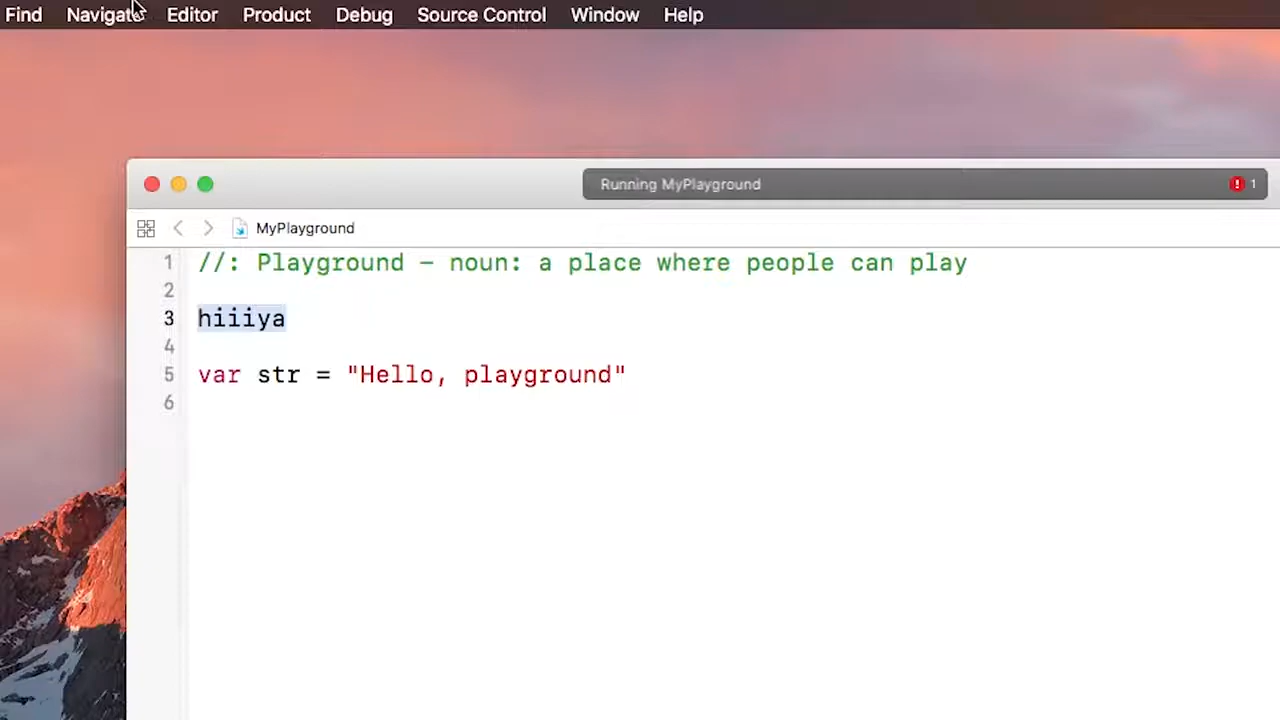 Find Navigate Editor Product Debug Source Control Window Help
Running MyPlayground 1
MyPlayground
1 //: Playground – noun: a place where people can play
2
3 hiiiya
4
5 var str = "Hello, playground"
6